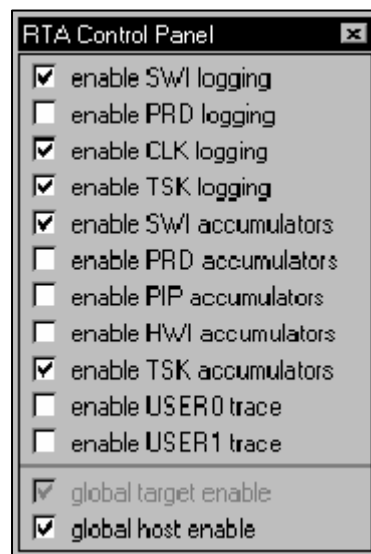 RTA Control Panel
enable SWI logging
enable PRD logging
enable CLK logging
enable TSK logging
enable SWI accumulators
enable PRD accumulators
enable PIP accumulators
enable HWI accumulators
enable TSK accumulators
enable USER0 trace
enable USER1 trace
global target enable
global host enable